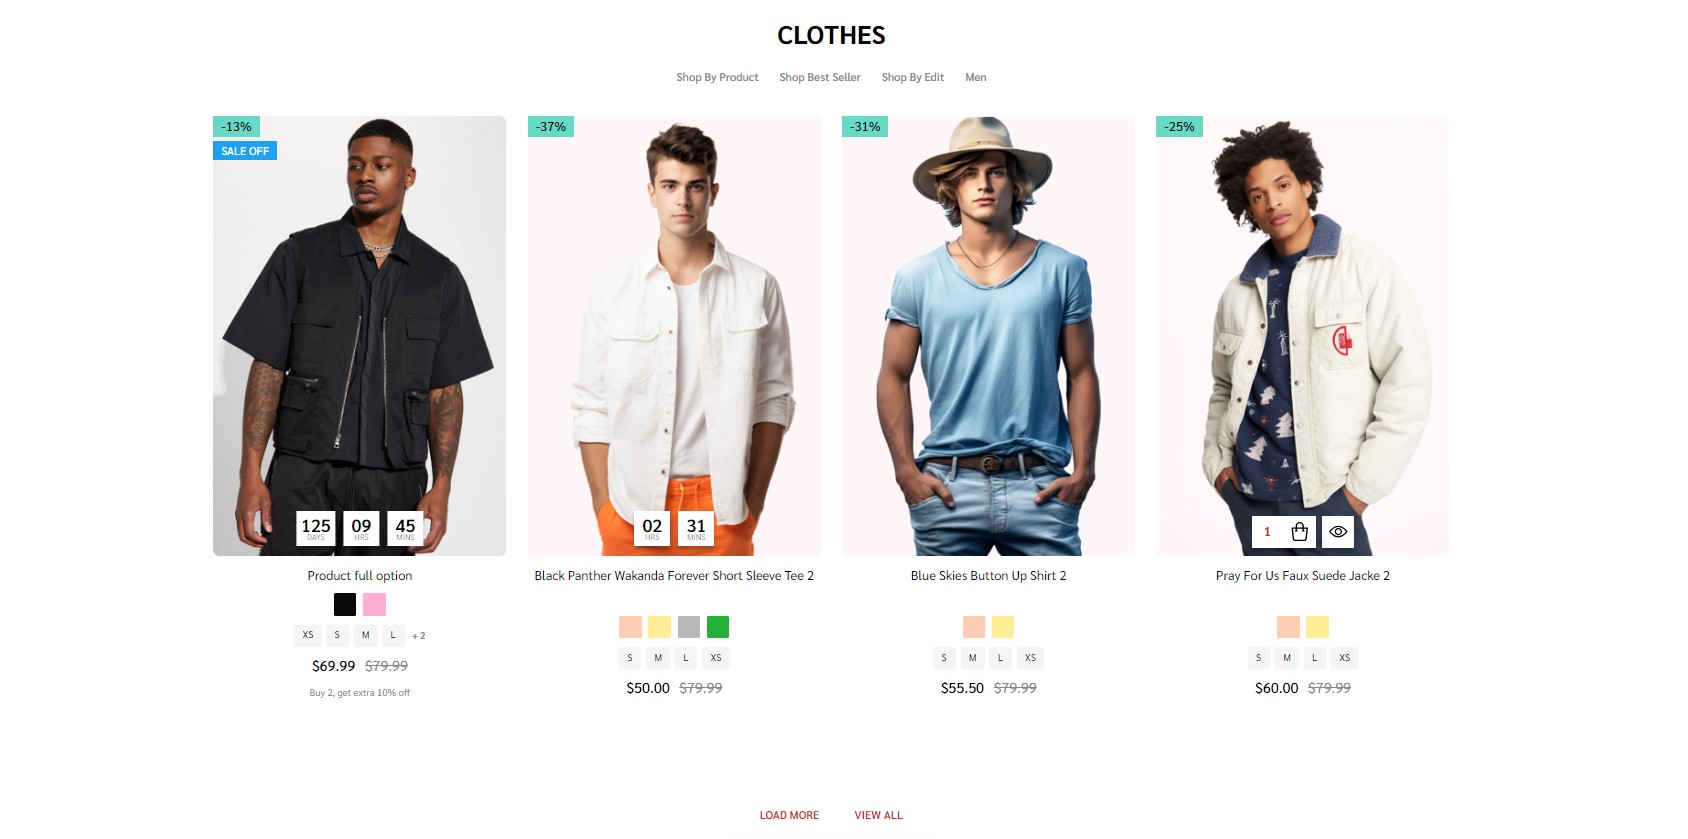 CLOTHES
Shop By Product Shop Best Seller Shop By Edit Men
-13%
SALE OFF
125 DAYS 09 HRS 45 MINS
Product full option
XS S M L + 2
$69.99 $79.99
Buy 2, get extra 10% off
-37%
02 HRS 31 MINS
Black Panther Wakanda Forever Short Sleeve Tee 2
S M L XS
$50.00 $79.99
-31%
Blue Skies Button Up Shirt 2
S M L XS
$55.50 $79.99
-25%
1
Pray For Us Faux Suede Jacke 2
S M L XS
$60.00 $79.99
LOAD MORE VIEW ALL